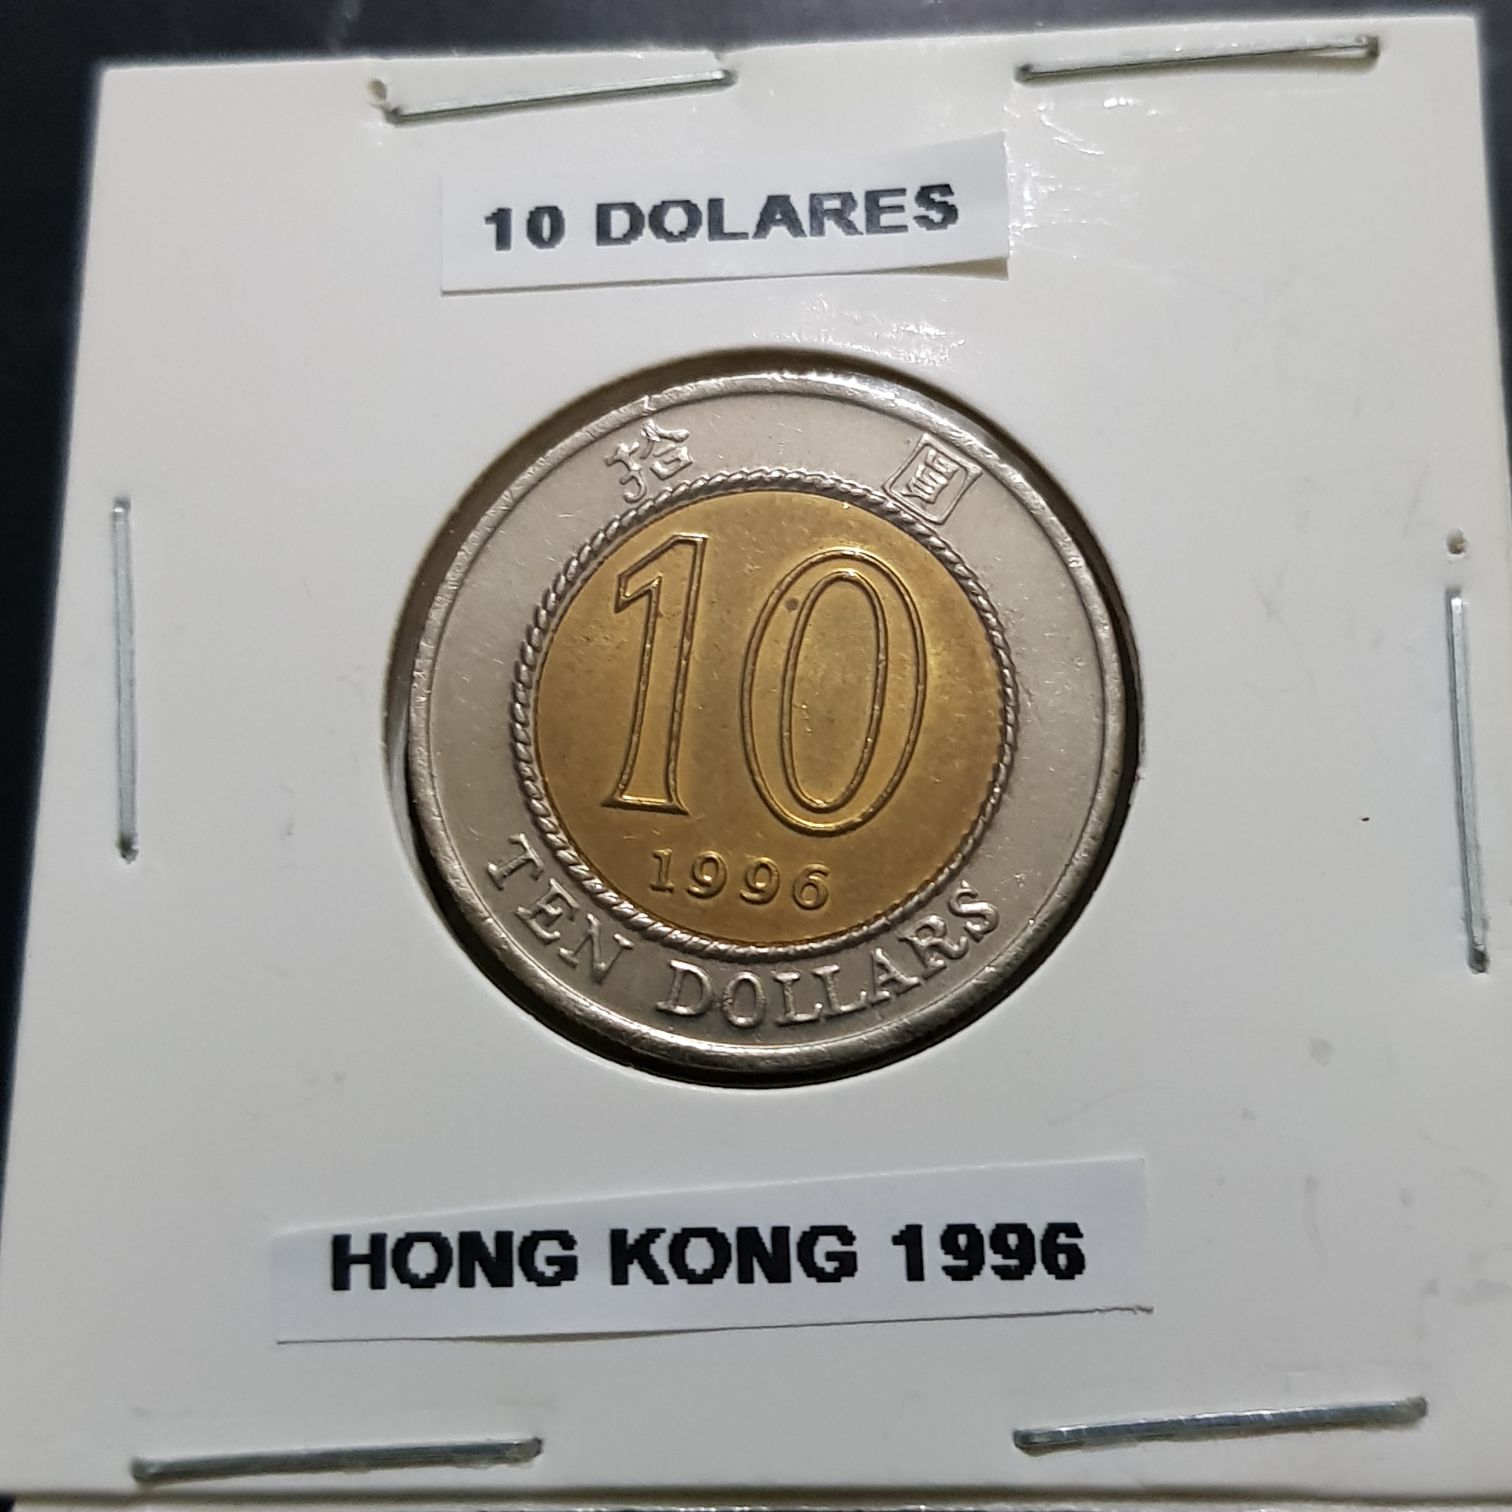 10 DOLARES
拾 圓
10
1996
TEN DOLLARS
HONG KONG 1996